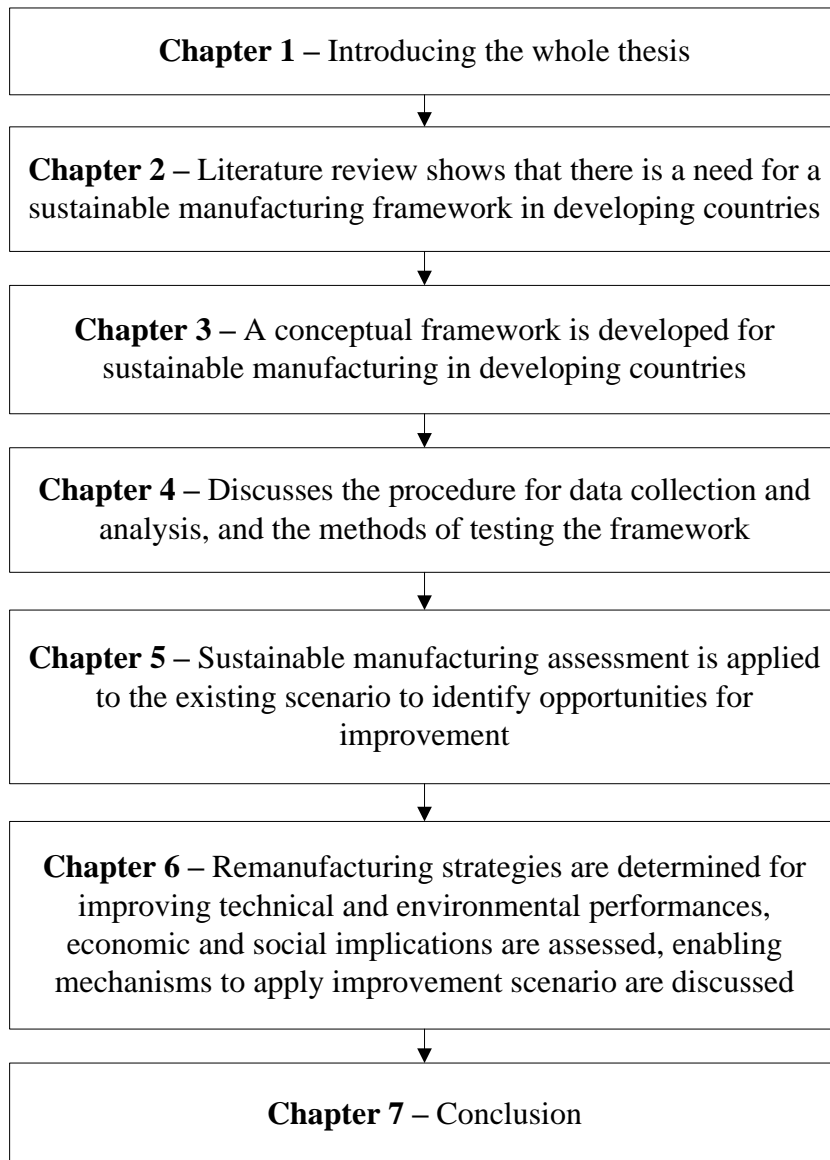 Chapter 1 – Introducing the whole thesis
Chapter 2 – Literature review shows that there is a need for a
sustainable manufacturing framework in developing countries
Chapter 3 – A conceptual framework is developed for
sustainable manufacturing in developing countries
Chapter 4 – Discusses the procedure for data collection and
analysis, and the methods of testing the framework
Chapter 5 – Sustainable manufacturing assessment is applied
to the existing scenario to identify opportunities for
improvement
Chapter 6 – Remanufacturing strategies are determined for
improving technical and environmental performances,
economic and social implications are assessed, enabling
mechanisms to apply improvement scenario are discussed
Chapter 7 – Conclusion